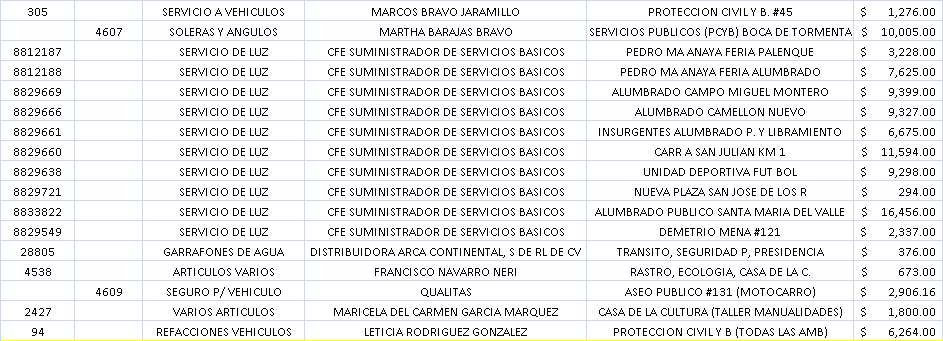 305 SERVICIO A VEHICULOS MARCOS BRAVO JARAMILLO PROTECCION CIVIL Y B. #45 $ 1,276.00
4607 SOLERAS Y ANGULOS MARTHA BARAJAS BRAVO SERVICIOS PUBLICOS (PCYB) BOCA DE TORMENTA $ 10,005.00
8812187 SERVICIO DE LUZ CFE SUMINISTRADOR DE SERVICIOS BASICOS PEDRO MA ANAYA FERIA PALENQUE $ 3,228.00
8812188 SERVICIO DE LUZ CFE SUMINISTRADOR DE SERVICIOS BASICOS PEDRO MA ANAYA FERIA ALUMBRADO $ 7,625.00
8829669 SERVICIO DE LUZ CFE SUMINISTRADOR DE SERVICIOS BASICOS ALUMBRADO CAMPO MIGUEL MONTERO $ 9,399.00
8829666 SERVICIO DE LUZ CFE SUMINISTRADOR DE SERVICIOS BASICOS ALUMBRADO CAMELLON NUEVO $ 9,327.00
8829661 SERVICIO DE LUZ CFE SUMINISTRADOR DE SERVICIOS BASICOS INSURGENTES ALUMBRADO P. Y LIBRAMIENTO $ 6,675.00
8829660 SERVICIO DE LUZ CFE SUMINISTRADOR DE SERVICIOS BASICOS CARR A SAN JULIAN KM 1 $ 11,594.00
8829638 SERVICIO DE LUZ CFE SUMINISTRADOR DE SERVICIOS BASICOS UNIDAD DEPORTIVA FUT BOL $ 9,298.00
8829721 SERVICIO DE LUZ CFE SUMINISTRADOR DE SERVICIOS BASICOS NUEVA PLAZA SAN JOSE DE LOS R $ 294.00
8833822 SERVICIO DE LUZ CFE SUMINISTRADOR DE SERVICIOS BASICOS ALUMBRADO PUBLICO SANTA MARIA DEL VALLE $ 16,456.00
8829549 SERVICIO DE LUZ CFE SUMINISTRADOR DE SERVICIOS BASICOS DEMETRIO MENA #121 $ 2,337.00
28805 GARRAFONES DE AGUA DISTRIBUIDORA ARCA CONTINENTAL, S DE RL DE CV TRANSITO, SEGURIDAD P, PRESIDENCIA $ 376.00
4538 ARTICULOS VARIOS FRANCISCO NAVARRO NERI RASTRO, ECOLOGIA, CASA DE LA C. $ 673.00
4609 SEGURO P/ VEHICULO QUALITAS ASEO PUBLICO #131 (MOTOCARRO) $ 2,906.16
2427 VARIOS ARTICULOS MARICELA DEL CARMEN GARCIA MARQUEZ CASA DE LA CULTURA (TALLER MANUALIDADES) $ 1,800.00
94 REFACCIONES VEHICULOS LETICIA RODRIGUEZ GONZALEZ PROTECCION CIVIL Y B (TODAS LAS AMB) $ 6,264.00